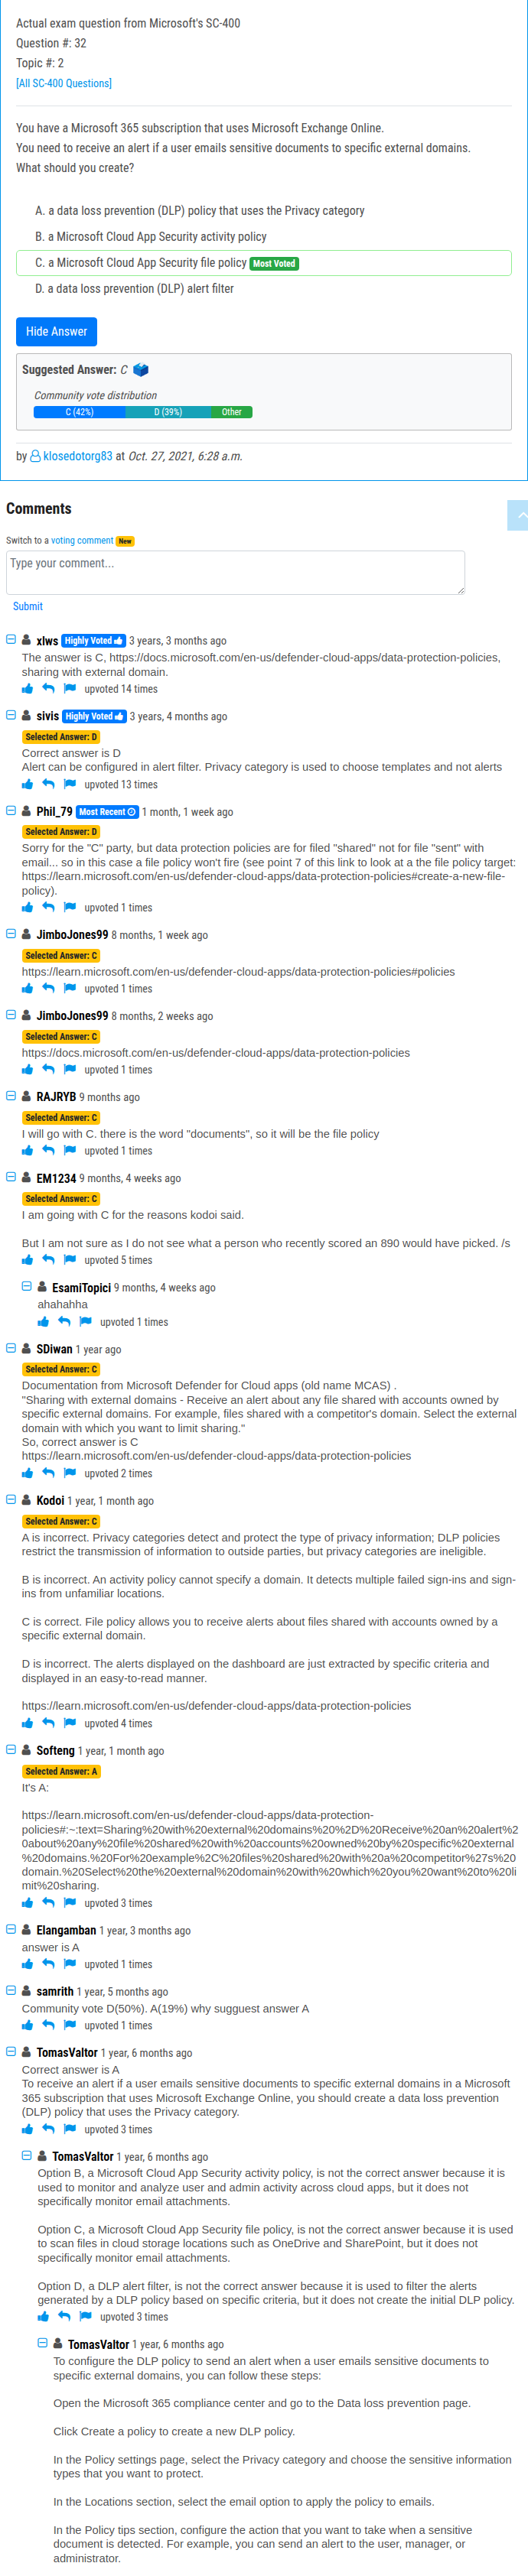 Actual exam question from Microsoft's SC-400
Question #: 32
Topic #: 2
[All SC-400 Questions]
You have a Microsoft 365 subscription that uses Microsoft Exchange Online.
You need to receive an alert if a user emails sensitive documents to specific external domains.
What should you create?
A. a data loss prevention (DLP) policy that uses the Privacy category
B. a Microsoft Cloud App Security activity policy
C. a Microsoft Cloud App Security file policy Most Voted
D. a data loss prevention (DLP) alert filter
Hide Answer
Suggested Answer: C
Community vote distribution
C (42%) D (39%) Other
by klosedotorg83 at Oct. 27, 2021, 6:28 a.m.
Comments
Switch to a voting comment New
Type your comment...
Submit
xlws Highly Voted 3 years, 3 months ago
The answer is C, https://docs.microsoft.com/en-us/defender-cloud-apps/data-protection-policies,
sharing with external domain.
upvoted 14 times
sivis Highly Voted 3 years, 4 months ago
Selected Answer: D
Correct answer is D
Alert can be configured in alert filter. Privacy category is used to choose templates and not alerts
upvoted 13 times
Phil_79 Most Recent 1 month, 1 week ago
Selected Answer: D
Sorry for the "C" party, but data protection policies are for filed "shared" not for file "sent" with
email... so in this case a file policy won't fire (see point 7 of this link to look at a the file policy target:
https://learn.microsoft.com/en-us/defender-cloud-apps/data-protection-policies#create-a-new-file-
policy).
upvoted 1 times
JimboJones99 8 months, 1 week ago
Selected Answer: C
https://learn.microsoft.com/en-us/defender-cloud-apps/data-protection-policies#policies
upvoted 1 times
JimboJones99 8 months, 2 weeks ago
Selected Answer: C
https://docs.microsoft.com/en-us/defender-cloud-apps/data-protection-policies
upvoted 1 times
RAJRYB 9 months ago
Selected Answer: C
I will go with C. there is the word "documents", so it will be the file policy
upvoted 1 times
EM1234 9 months, 4 weeks ago
Selected Answer: C
I am going with C for the reasons kodoi said.
But I am not sure as I do not see what a person who recently scored an 890 would have picked. /s
upvoted 5 times
EsamiTopici 9 months, 4 weeks ago
ahahahha
upvoted 1 times
SDiwan 1 year ago
Selected Answer: C
Documentation from Microsoft Defender for Cloud apps (old name MCAS) .
"Sharing with external domains - Receive an alert about any file shared with accounts owned by
specific external domains. For example, files shared with a competitor's domain. Select the external
domain with which you want to limit sharing."
So, correct answer is C
https://learn.microsoft.com/en-us/defender-cloud-apps/data-protection-policies
upvoted 2 times
Kodoi 1 year, 1 month ago
Selected Answer: C
A is incorrect. Privacy categories detect and protect the type of privacy information; DLP policies
restrict the transmission of information to outside parties, but privacy categories are ineligible.
B is incorrect. An activity policy cannot specify a domain. It detects multiple failed sign-ins and sign-
ins from unfamiliar locations.
C is correct. File policy allows you to receive alerts about files shared with accounts owned by a
specific external domain.
D is incorrect. The alerts displayed on the dashboard are just extracted by specific criteria and
displayed in an easy-to-read manner.
https://learn.microsoft.com/en-us/defender-cloud-apps/data-protection-policies
upvoted 4 times
Softeng 1 year, 1 month ago
Selected Answer: A
It's A:
https://learn.microsoft.com/en-us/defender-cloud-apps/data-protection-
policies#:~:text=Sharing%20with%20external%20domains%20%2D%20Receive%20an%20alert%2
0about%20any%20file%20shared%20with%20accounts%20owned%20by%20specific%20external
%20domains.%20For%20example%2C%20files%20shared%20with%20a%20competitor%27s%20
domain.%20Select%20the%20external%20domain%20with%20which%20you%20want%20to%20li
mit%20sharing.
upvoted 3 times
Elangamban 1 year, 3 months ago
answer is A
upvoted 1 times
samrith 1 year, 5 months ago
Community vote D(50%). A(19%) why sugguest answer A
upvoted 1 times
TomasValtor 1 year, 6 months ago
Correct answer is A
To receive an alert if a user emails sensitive documents to specific external domains in a Microsoft
365 subscription that uses Microsoft Exchange Online, you should create a data loss prevention
(DLP) policy that uses the Privacy category.
upvoted 3 times
TomasValtor 1 year, 6 months ago
Option B, a Microsoft Cloud App Security activity policy, is not the correct answer because it is
used to monitor and analyze user and admin activity across cloud apps, but it does not
specifically monitor email attachments.
Option C, a Microsoft Cloud App Security file policy, is not the correct answer because it is used
to scan files in cloud storage locations such as OneDrive and SharePoint, but it does not
specifically monitor email attachments.
Option D, a DLP alert filter, is not the correct answer because it is used to filter the alerts
generated by a DLP policy based on specific criteria, but it does not create the initial DLP policy.
upvoted 3 times
TomasValtor 1 year, 6 months ago
To configure the DLP policy to send an alert when a user emails sensitive documents to
specific external domains, you can follow these steps:
Open the Microsoft 365 compliance center and go to the Data loss prevention page.
Click Create a policy to create a new DLP policy.
In the Policy settings page, select the Privacy category and choose the sensitive information
types that you want to protect.
In the Locations section, select the email option to apply the policy to emails.
In the Policy tips section, configure the action that you want to take when a sensitive
document is detected. For example, you can send an alert to the user, manager, or
administrator.